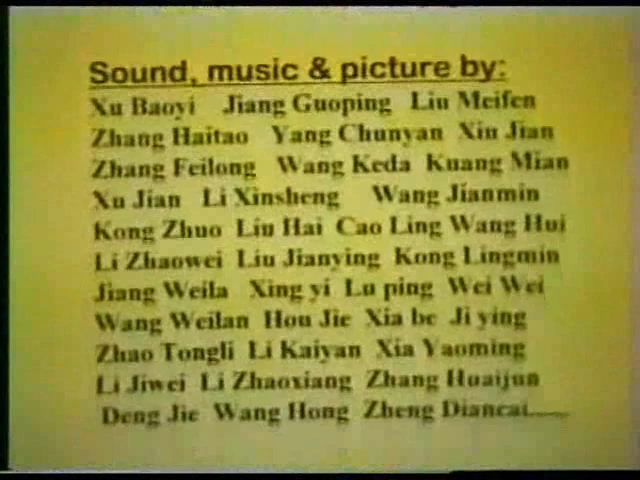 Sound, music & picture by:
Xu Baoyi Jiang Guoping Liu Meifen
Zhang Haitao Yang Chunyan Xin Jian
Zhang Feilong Wang Keda Kuang Mian
Xu Jian Li Xinsheng Wang Jianmin
Kong Zhuo Liu Hai Cao Ling Wang Hui
Li Zhaowei Liu Jianying Kong Lingmin
Jiang Weila Xing yi Lu ping Wei Wei
Wang Weilan Hou Jie Xia be Ji ying
Zhao Tongli Li Kaiyan Xia Yaoming
Li Jiwei Li Zhaoxiang Zhang Huaijun
Deng Jie Wang Hong Zheng Diancai......